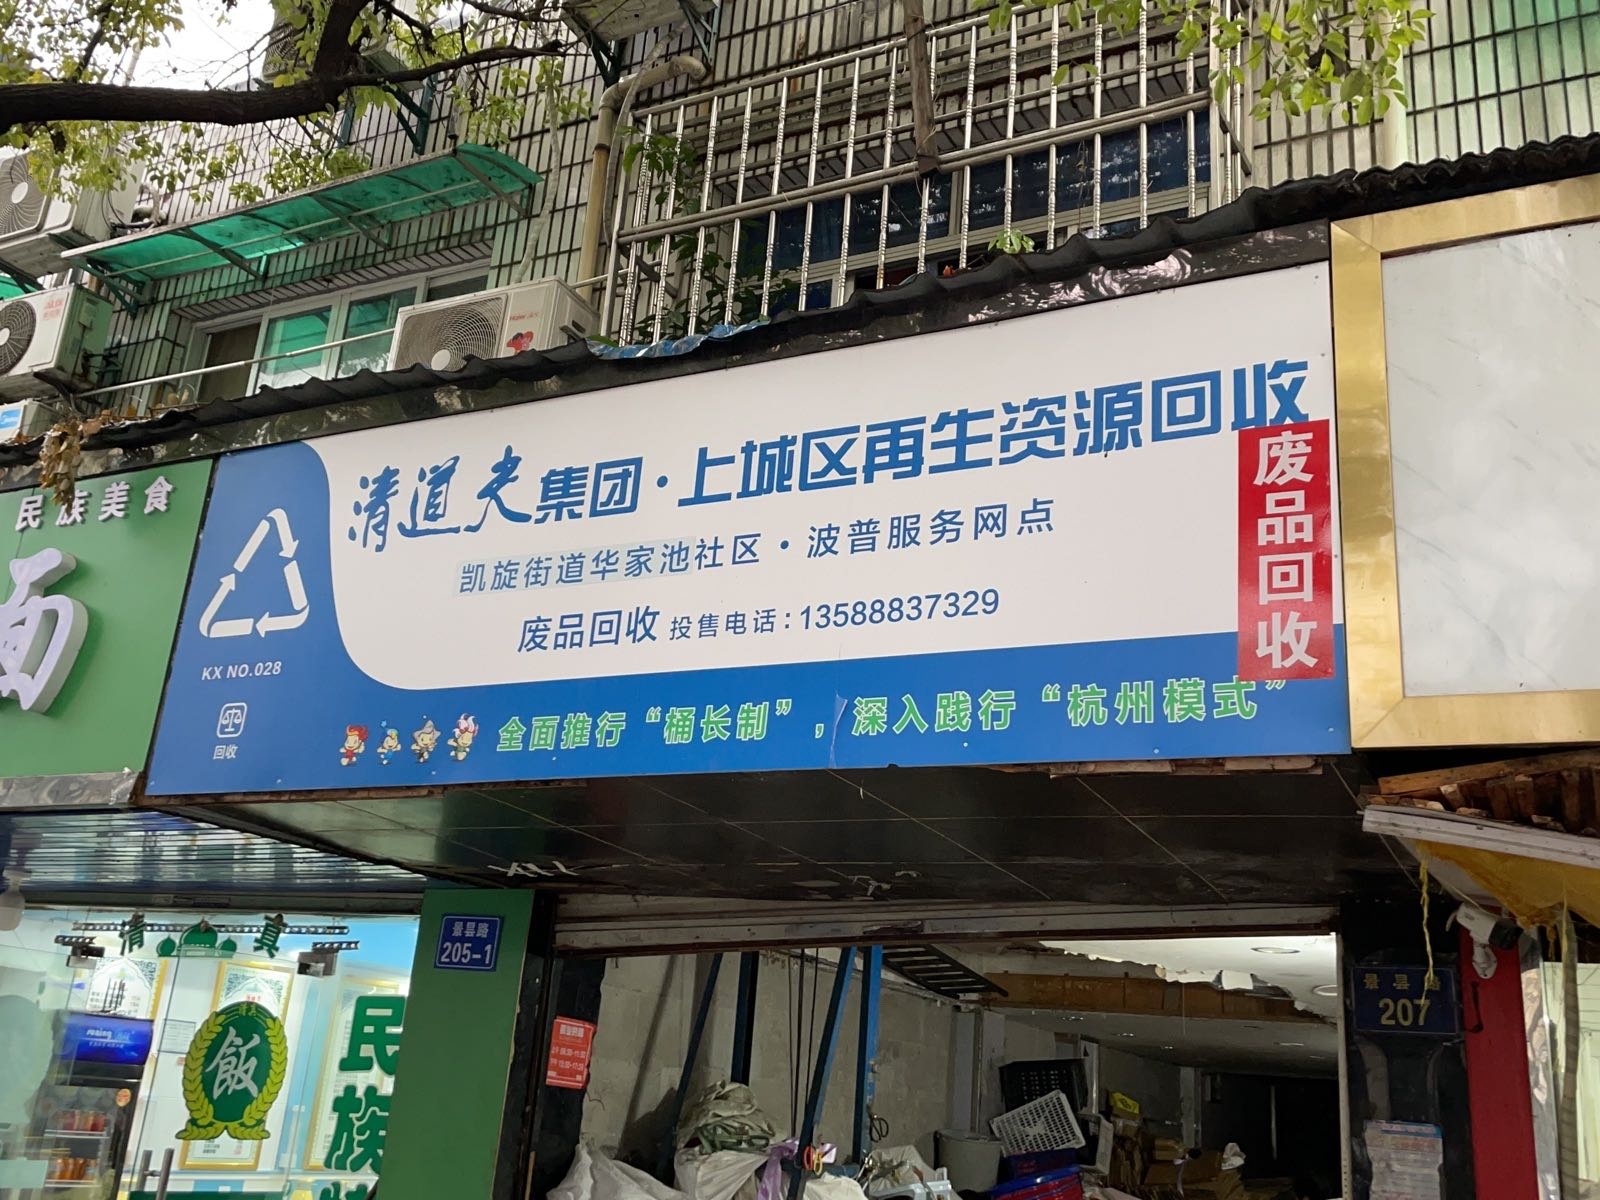 民族美食
面
清道夫集团·上城区再生资源回收
凯旋街道华家池社区·波普服务网点
废品回收 投售电话:13588837329
废品回收
KX NO.028
回收
全面推行“桶长制”,深入践行“杭州模式”
Haier
清真
飯
民族
景县路
205-1
景县路
207